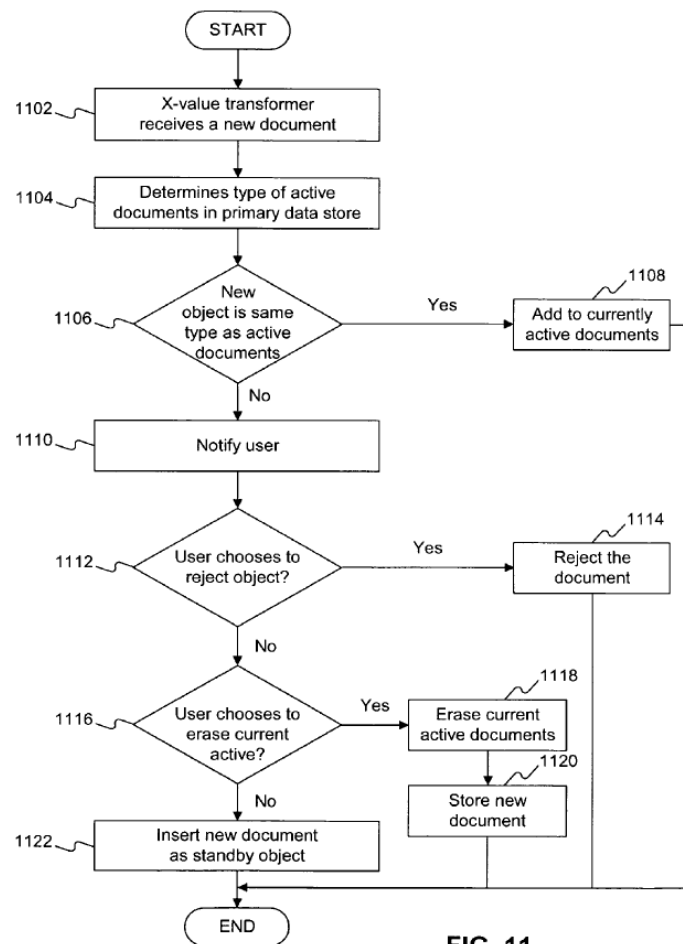 START
1102
X-value transformer
receives a new document
1104
Determines type of active
documents in primary data store
1106
New
object is same
type as active
documents
Yes
1108
Add to currently
active documents
No
1110
Notify user
1112
User chooses to
reject object?
Yes
1114
Reject the
document
No
1116
User chooses to
erase current
active?
Yes
1118
Erase current
active documents
1120
Store new
document
No
1122
Insert new document
as standby object
END
FIG. 11